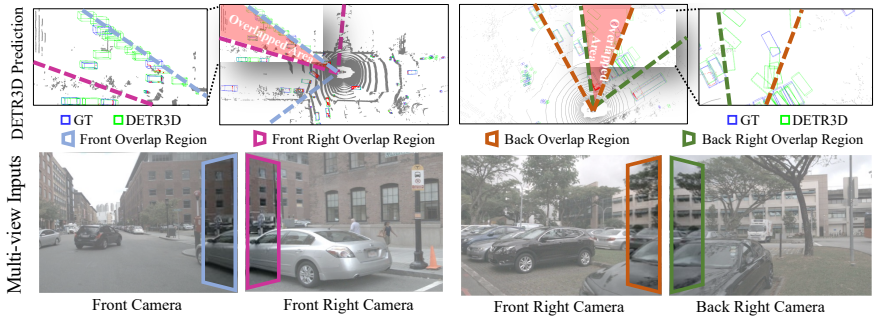 DETR3D Prediction
Overlapped Area
Overlapped
Area
GT
DETR3D
Front Overlap Region
Front Right Overlap Region
GT
DETR3D
Back Overlap Region
Back Right Overlap Region
Multi-view Inputs
Front Camera
Front Right Camera
Front Right Camera
Back Right Camera